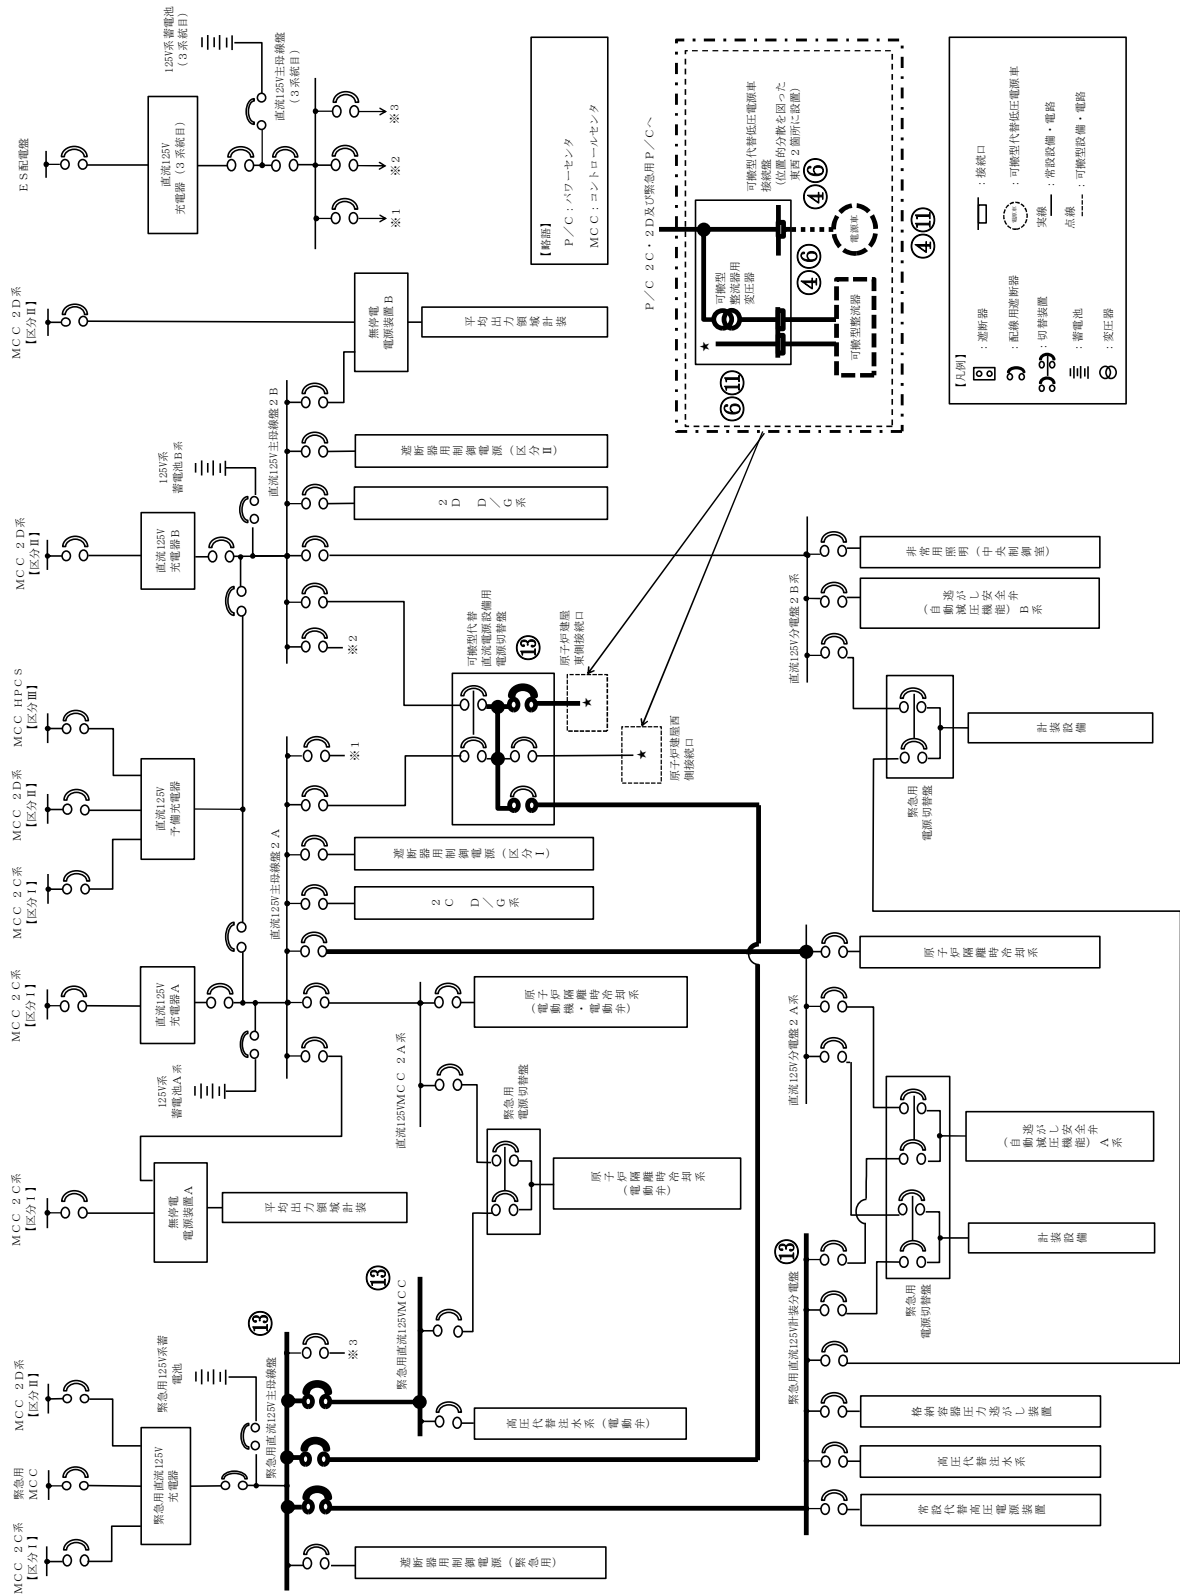 MCC 2C系
【区分Ⅰ】
緊急用
MCC
MCC 2D系
【区分Ⅱ】
緊急用直流125V
充電器
緊急用125V系蓄
電池
緊急用直流125V主母線盤
⑬
※3
遮断器用制御電源(緊急用)
緊急用直流125VMCC
⑬
高圧代替注水系(電動弁)
緊急用直流125V計装分電盤
⑬
常設代替高圧電源装置
高圧代替注水系
格納容器圧力逃がし装置
MCC 2C系
【区分Ⅰ】
無停電
電源装置A
平均出力領域計装
MCC 2C系
【区分Ⅰ】
直流125V
充電器A
125V系
蓄電池A系
直流125V主母線盤2A
※1
2C D/G系
遮断器用制御電源(区分Ⅰ)
直流125VMCC 2A系
原子炉隔離時冷却系
(電動機・電動弁)
緊急用
電源切替盤
原子炉隔離時冷却系
(電動弁)
直流125V分電盤2A系
原子炉隔離時冷却系
緊急用
電源切替盤
計装設備
逃がし安全弁
(自動減圧機能) A系
MCC 2C系
【区分Ⅰ】
MCC 2D系
【区分Ⅱ】
MCC HPCS
【区分Ⅲ】
直流125V
予備充電器
可搬型代替
直流電源設備用
電源切替盤
⑬
原子炉建屋西
側接続口
★
原子炉建屋
東側接続口
★
MCC 2D系
【区分Ⅱ】
直流125V
充電器B
125V系
蓄電池B系
直流125V主母線盤2B
※2
2D D/G系
遮断器用制御電源(区分Ⅱ)
直流125V分電盤2B系
緊急用
電源切替盤
計装設備
逃がし安全弁
(自動減圧機能) B系
非常用照明(中央制御室)
MCC 2D系
【区分Ⅱ】
無停電
電源装置B
平均出力領域計装
ES配電盤
直流125V
充電器(3系統目)
125V系蓄電池
(3系統目)
直流125V主母線盤
(3系統目)
※1
※2
※3
【略語】
P/C:パワーセンタ
MC C:コントロールセンタ
P/C 2C・2D及び緊急用P/Cへ
可搬型代替低圧電源車
接続盤
(位置的分散を図った
東西2箇所に設置)
④⑥
可搬型
整流器用
変圧器
★
④⑥
⑥⑪
可搬型整流器
電源車
④⑪
【凡例】
:遮断器
:配線用遮断器
:切替装置
:蓄電池
:変圧器
:接続口
電源車
:可搬型代替低圧電源車
実線
:常設設備・電路
点線
:可搬型設備・電路